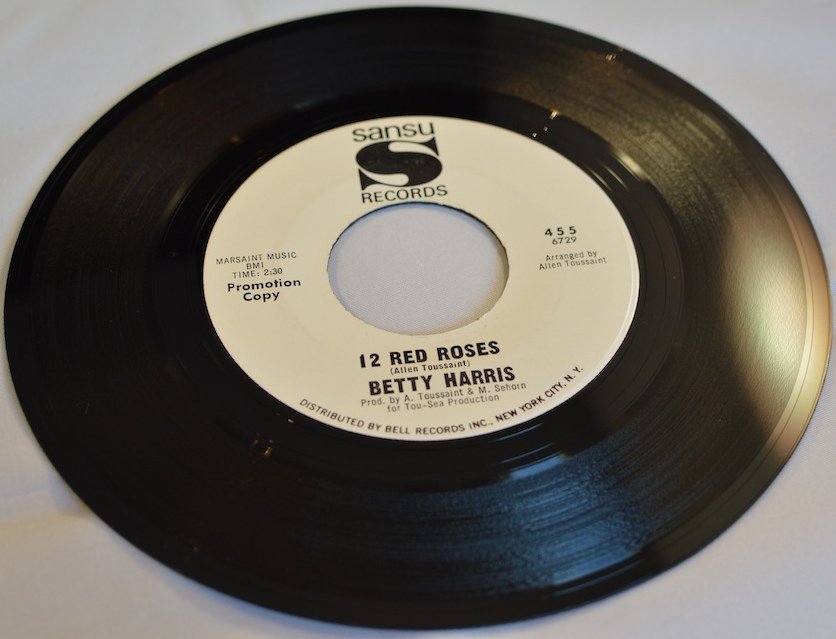 sansu
RECORDS
MARSAINT MUSIC
BMI
TIME: 2:30
Promotion
Copy
455
6729
Arranged by
Allen Toussaint
12 RED ROSES
(Allen Toussaint)
BETTY HARRIS
Prod. by A. Toussaint & M. Sehorn
for Tou-Sea Production
DISTRIBUTED BY BELL RECORDS INC., NEW YORK CITY, N. Y.